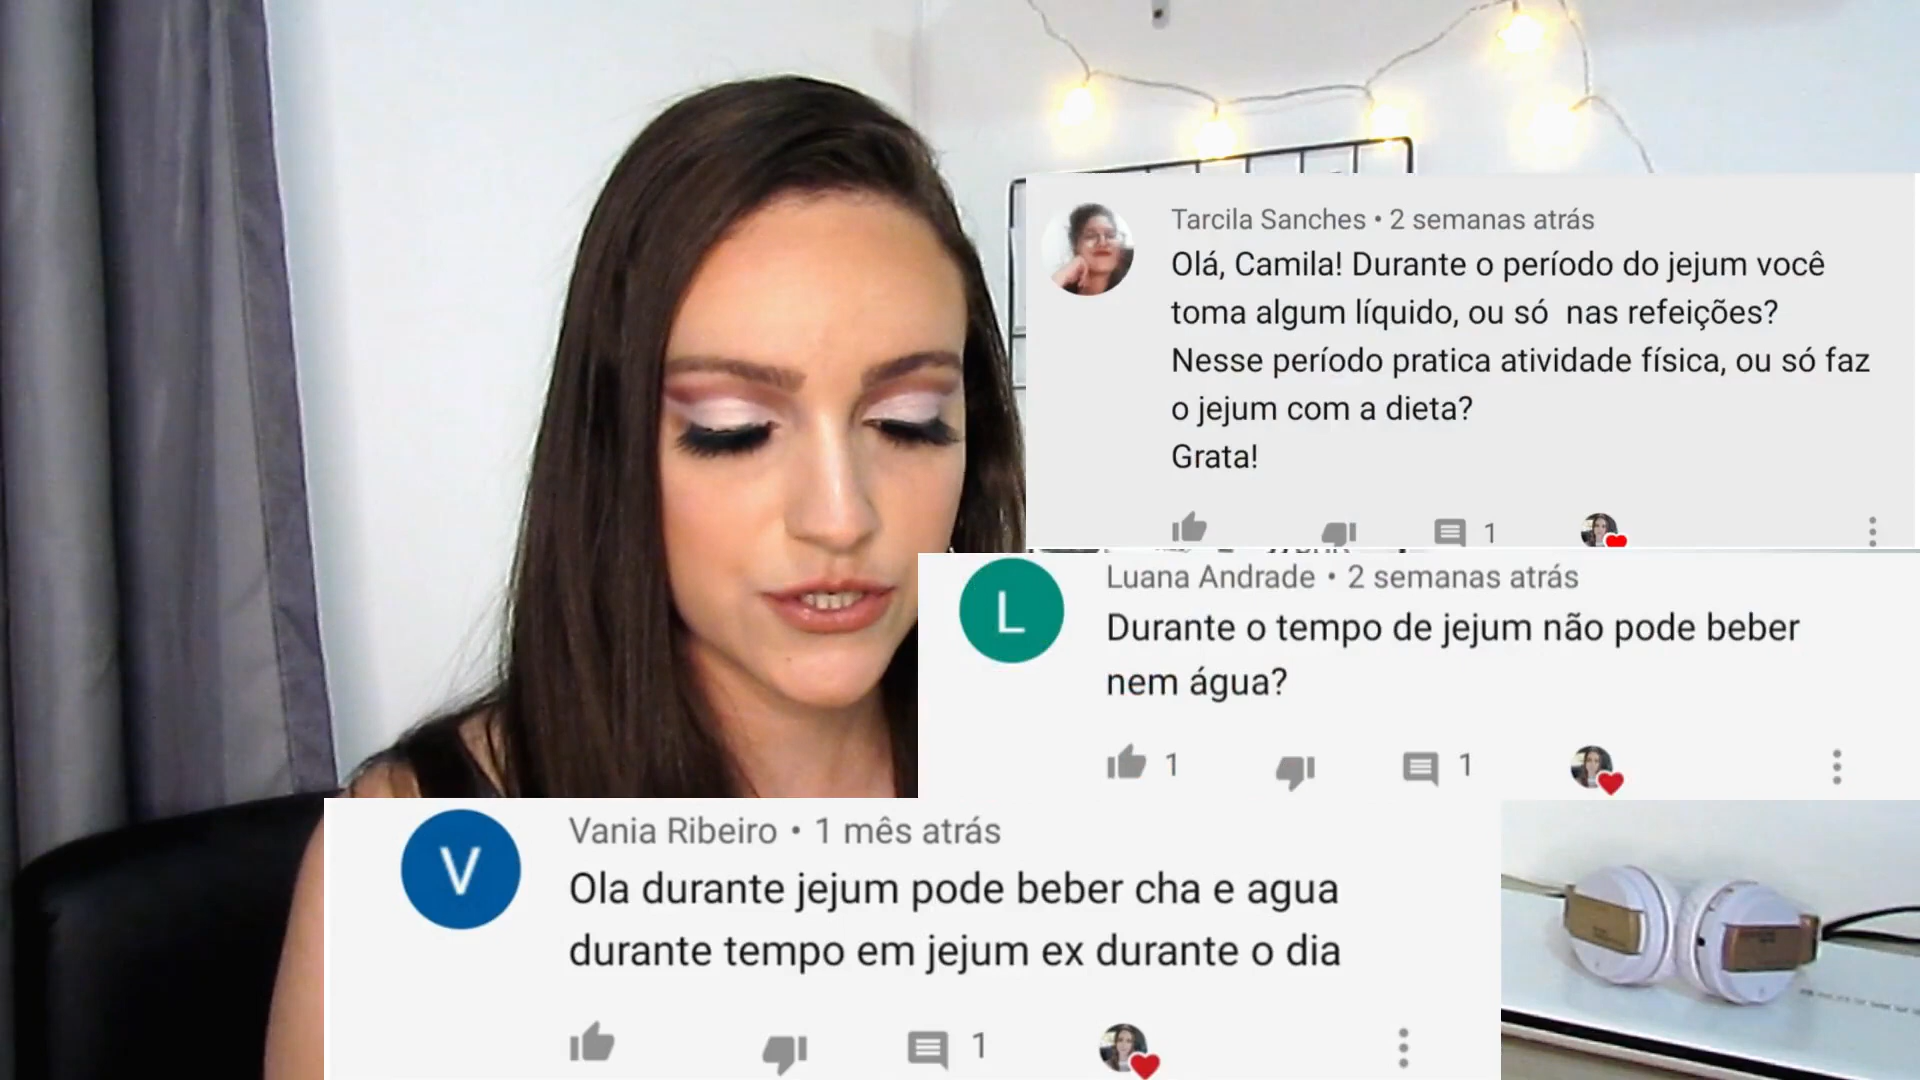 Tarcila Sanches • 2 semanas atrás
Olá, Camila! Durante o período do jejum você
toma algum líquido, ou só nas refeições?
Nesse período pratica atividade física, ou só faz
o jejum com a dieta?
Grata!
1
L
Luana Andrade • 2 semanas atrás
Durante o tempo de jejum não pode beber
nem água?
1
1
V
Vania Ribeiro • 1 mês atrás
Ola durante jejum pode beber cha e agua
durante tempo em jejum ex durante o dia
1